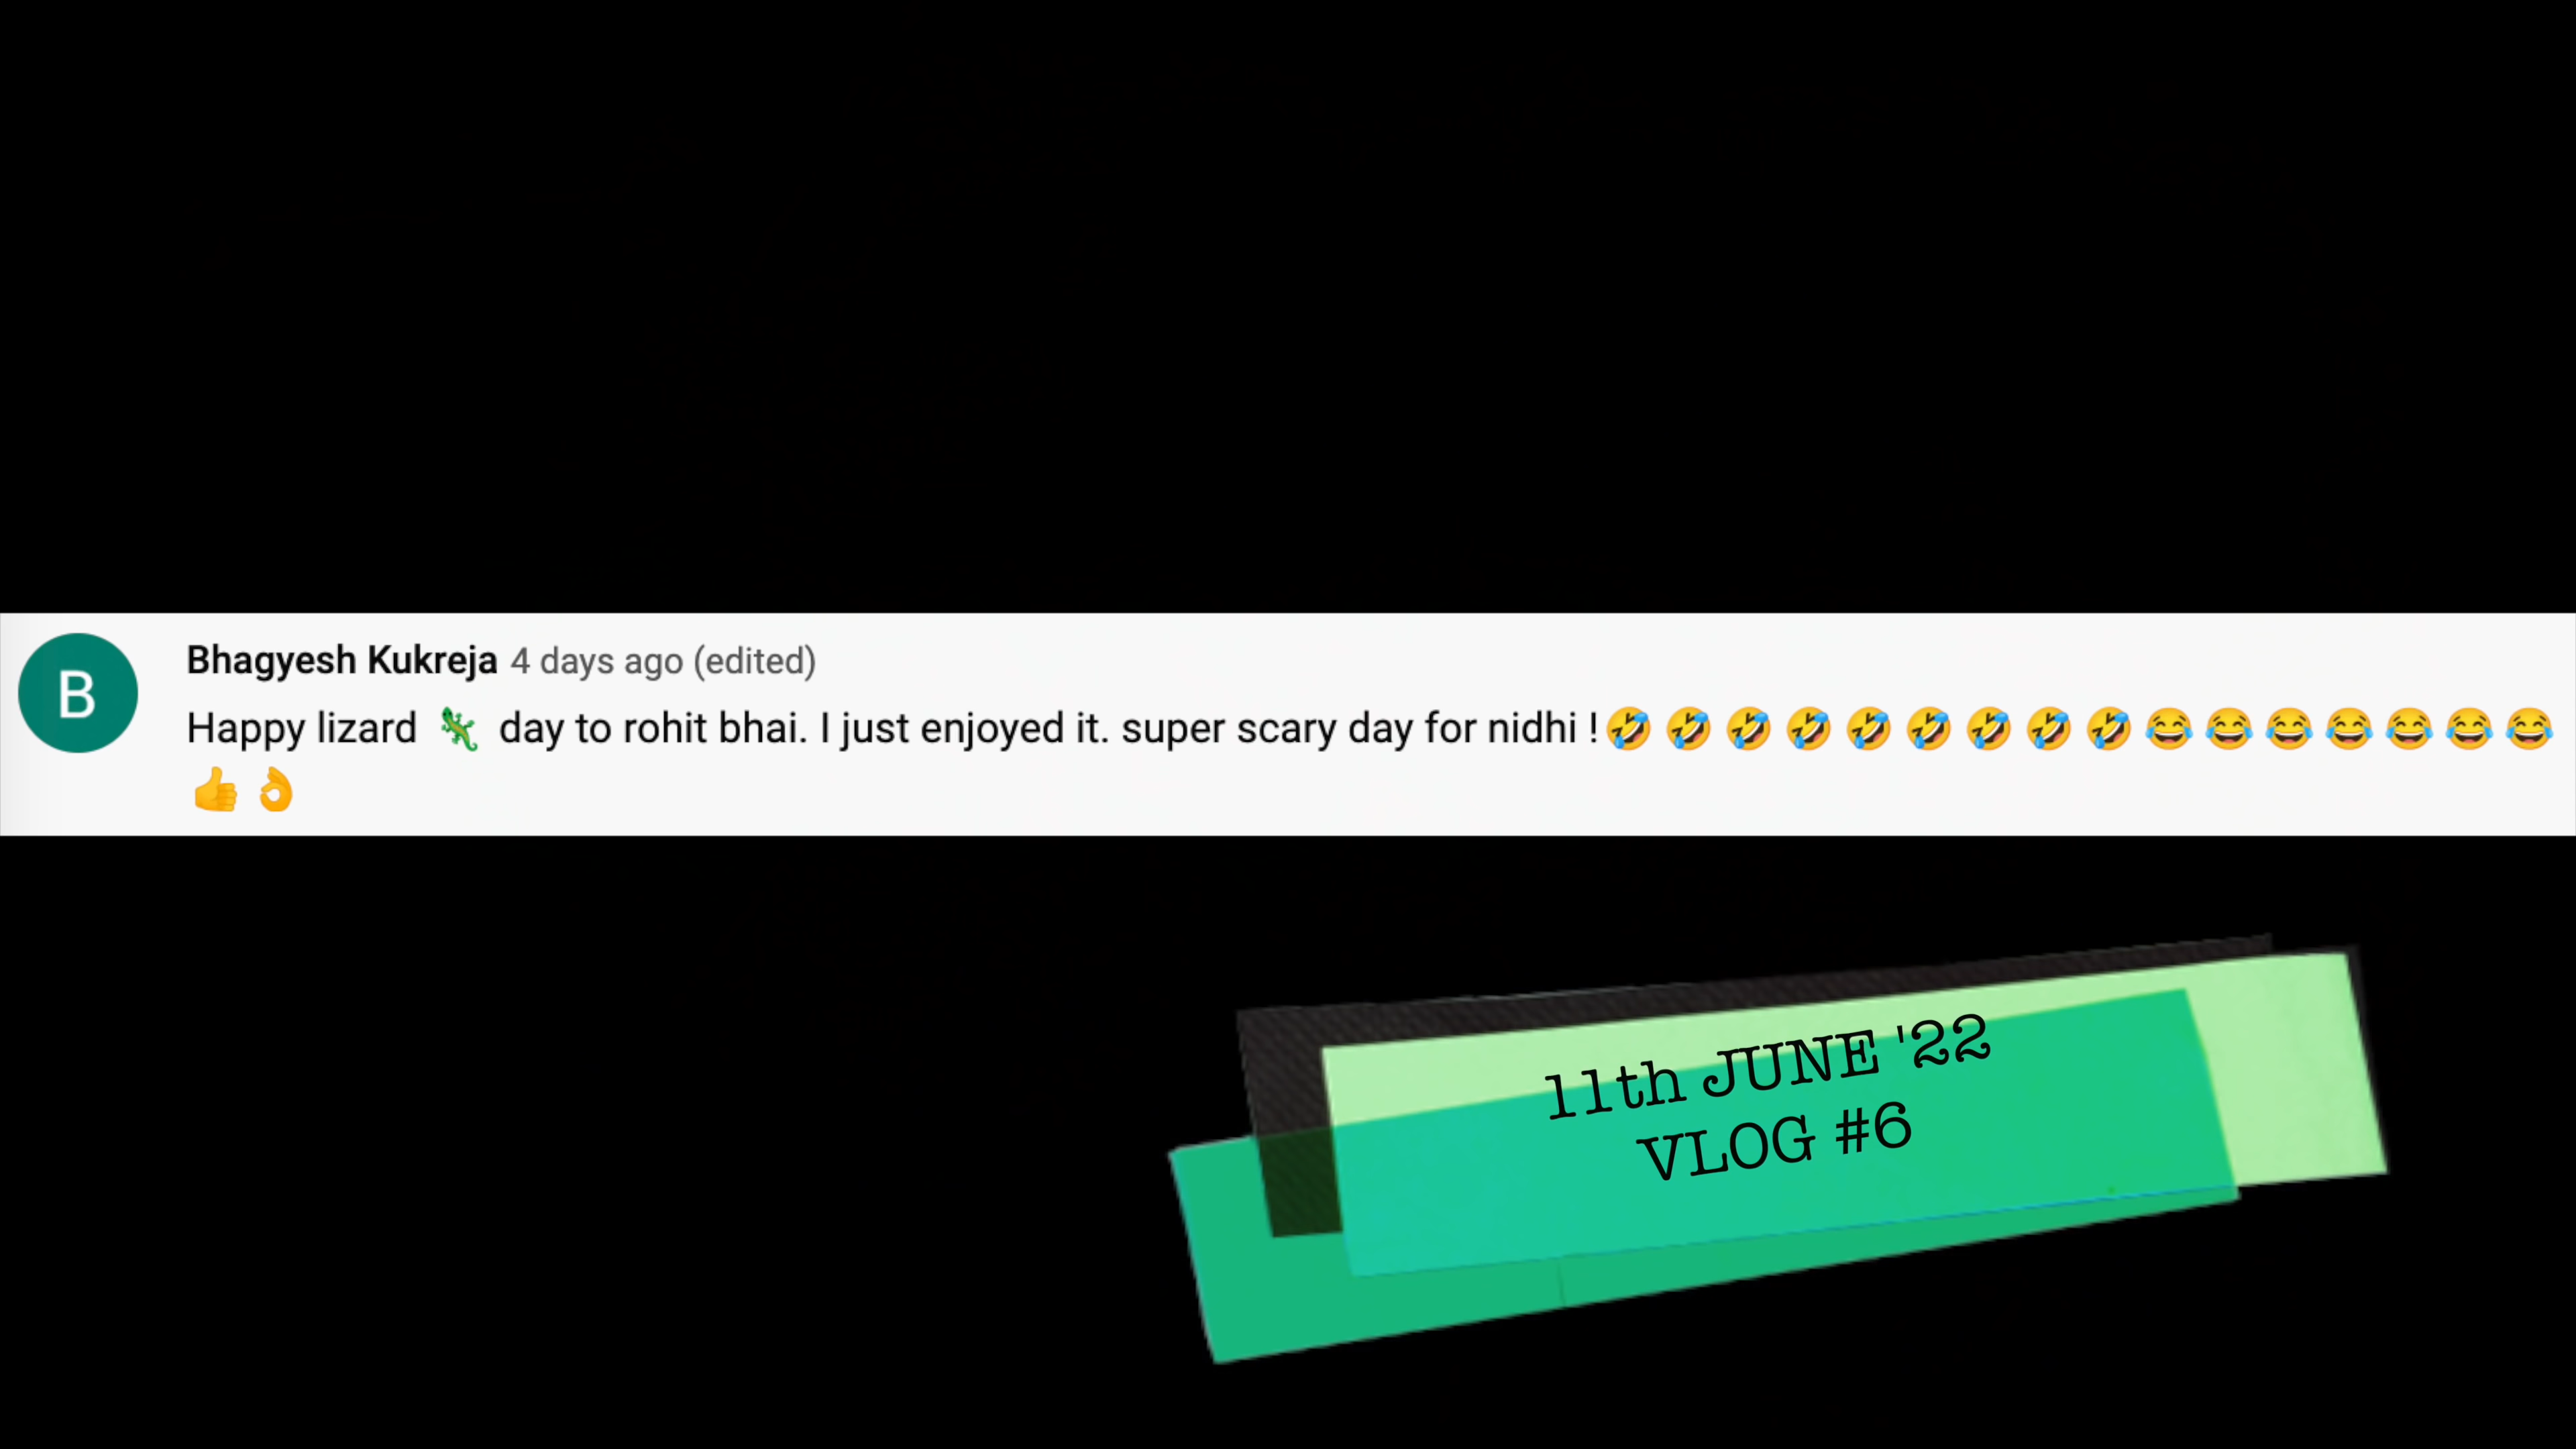 B
Bhagyesh Kukreja 4 days ago (edited)
Happy lizard 🦎 day to rohit bhai. I just enjoyed it. super scary day for nidhi !🤣🤣🤣🤣🤣🤣🤣🤣🤣😂😂😂😂😂😂😂
👍👌
11th JUNE '22
VLOG #6